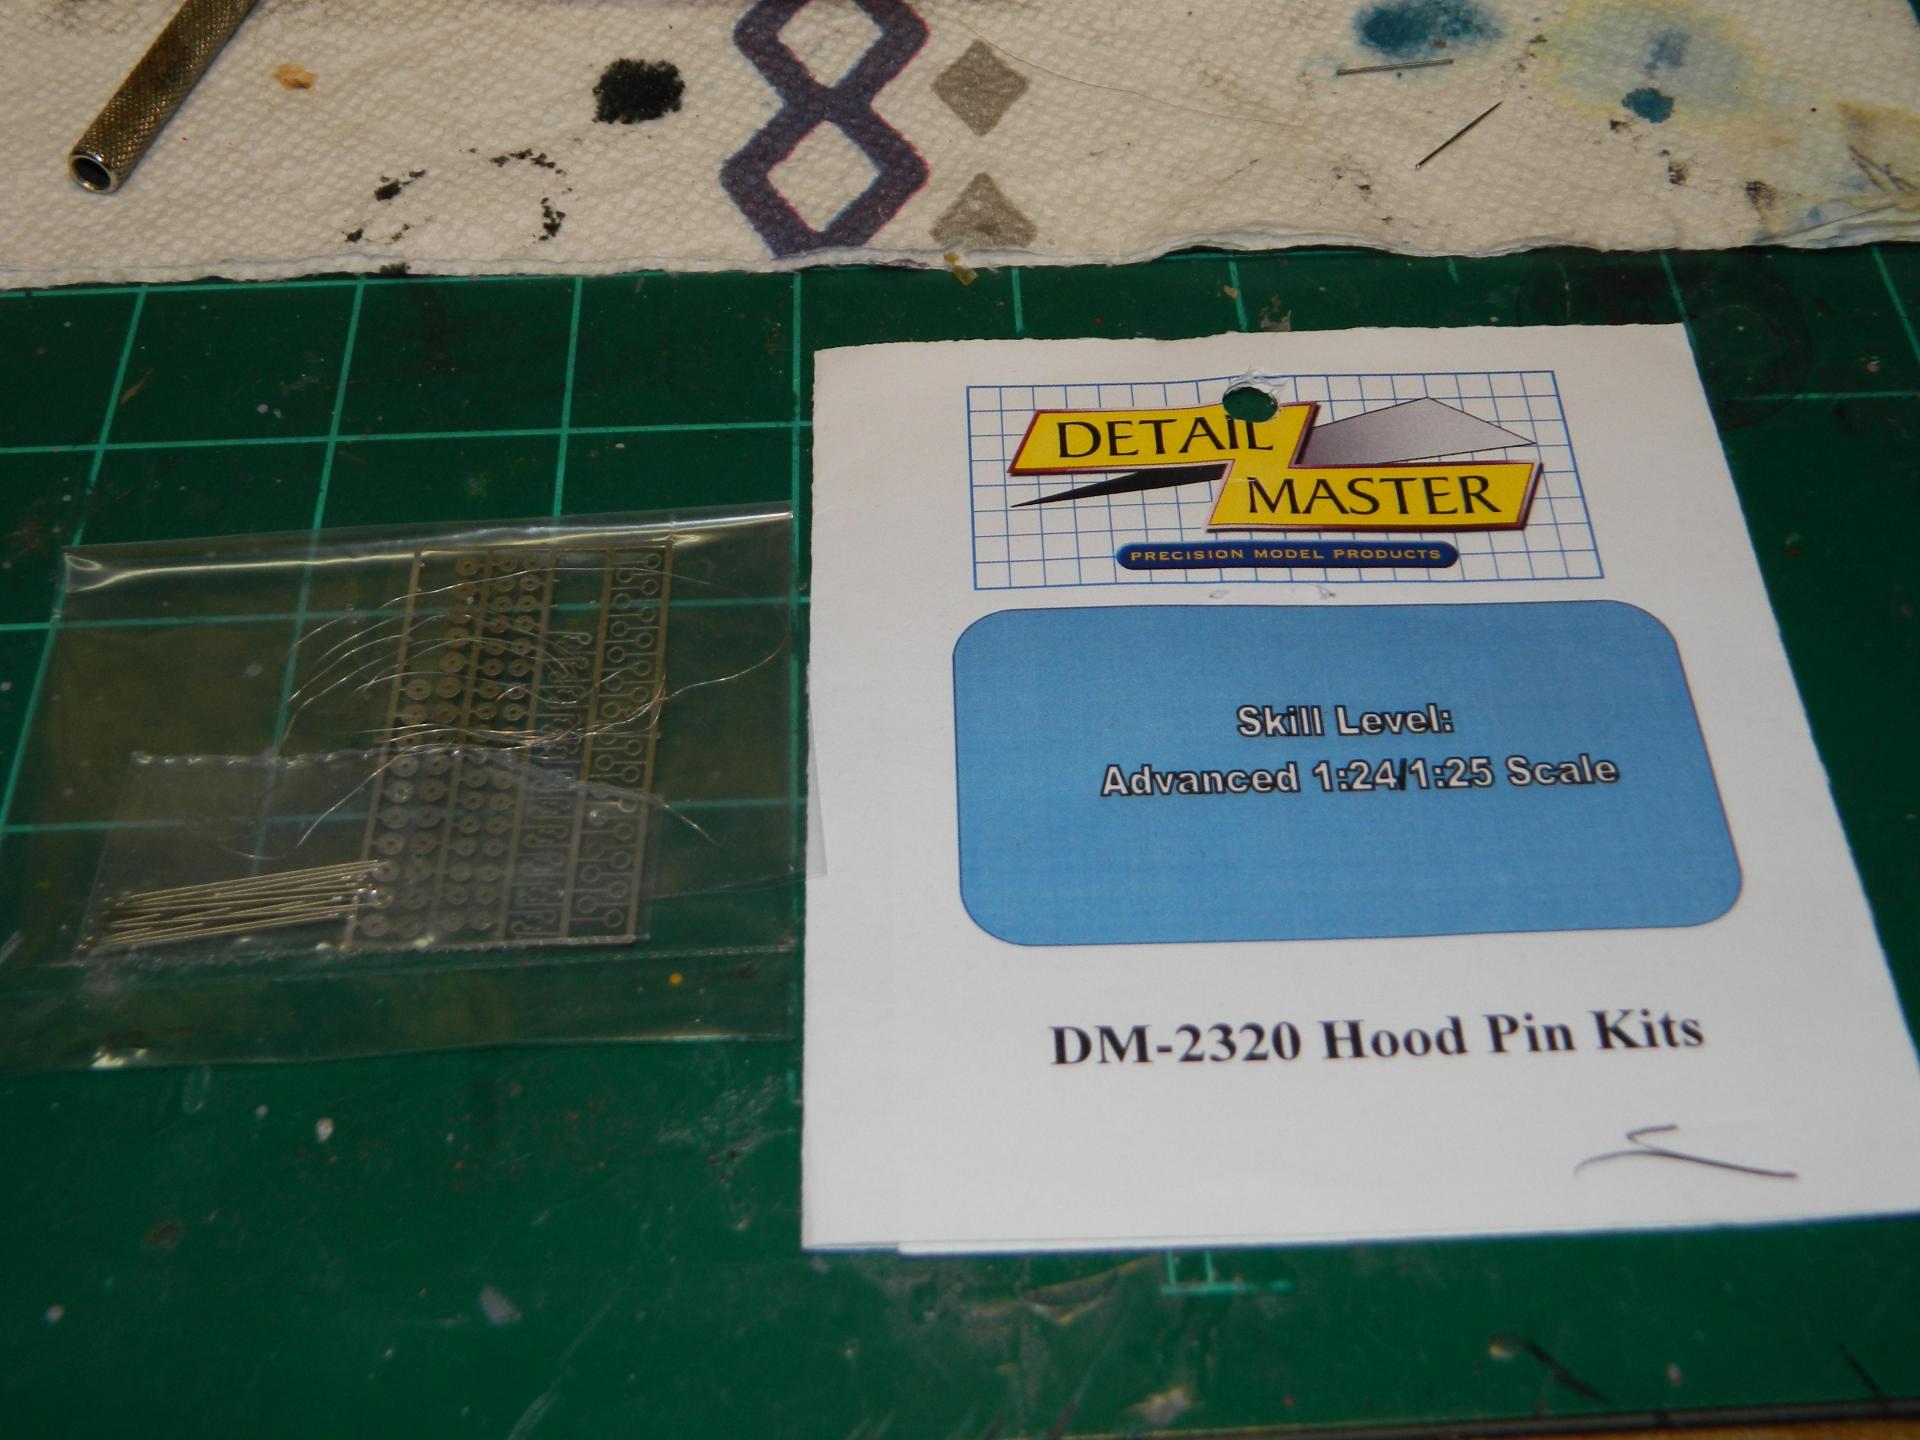 DETAIL
MASTER
PRECISION MODEL PRODUCTS
Skill Level:
Advanced 1:24/1:25 Scale
DM-2320 Hood Pin Kits